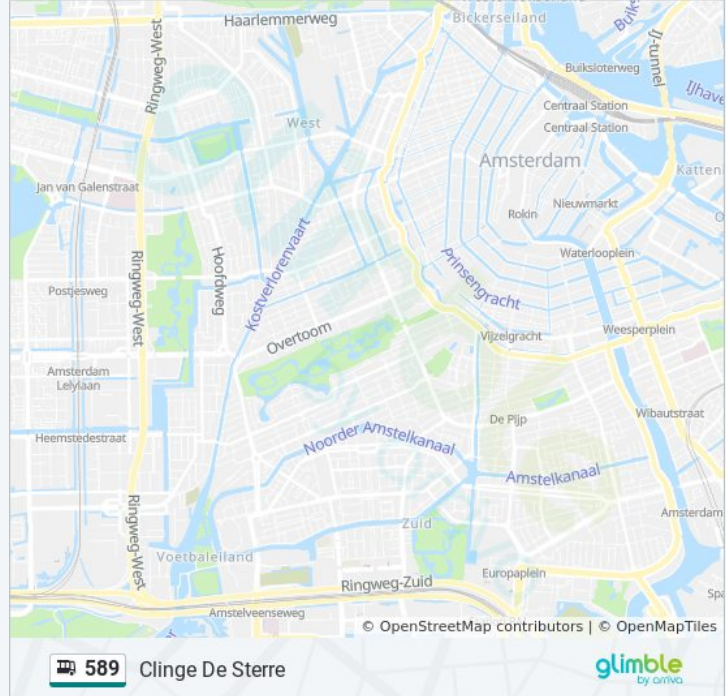 Haarlemmerweg
Bickerseiland
Ringweg-West
Buiks
IJ-tunnel
Buiksloterweg
IJhave
Centraal Station
Centraal Station
West
Amsterdam
Katten
Jan van Galenstraat
Nieuwmarkt
Rokin
Kostverlorenvaart
Waterlooplein
Hoofdweg
Prinsengracht
Ringweg-West
Postjesweg
Overtoom
Vijzelgracht
Weesperplein
Amsterdam
Lelylaan
De Pijp
Wibautstraat
Heemstedestraat
Noorder Amstelkanaal
Amstelkanaal
Ringweg-West
Amsterdam
Zuid
Voetbaleiland
Europaplein
Ringweg-Zuid
Spa
Amstelveenseweg
© OpenStreetMap contributors | © OpenMapTiles
589 Clinge De Sterre
glimble
by arriva